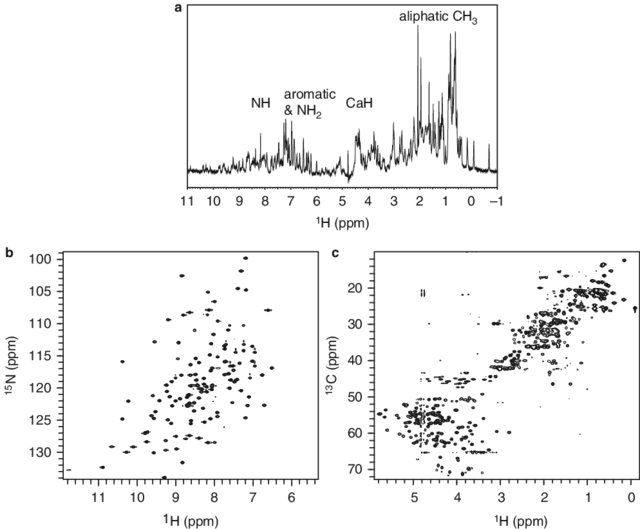 a
aliphatic CH3
NH
aromatic
& NH2
CaH
11 10 9 8 7 6 5 4 3 2 1 0 –1
1H (ppm)
b
100
105
110
115
120
125
130
15N (ppm)
11 10 9 8 7 6
1H (ppm)
c
20
30
40
50
60
70
13C (ppm)
5 4 3 2 1 0
1H (ppm)